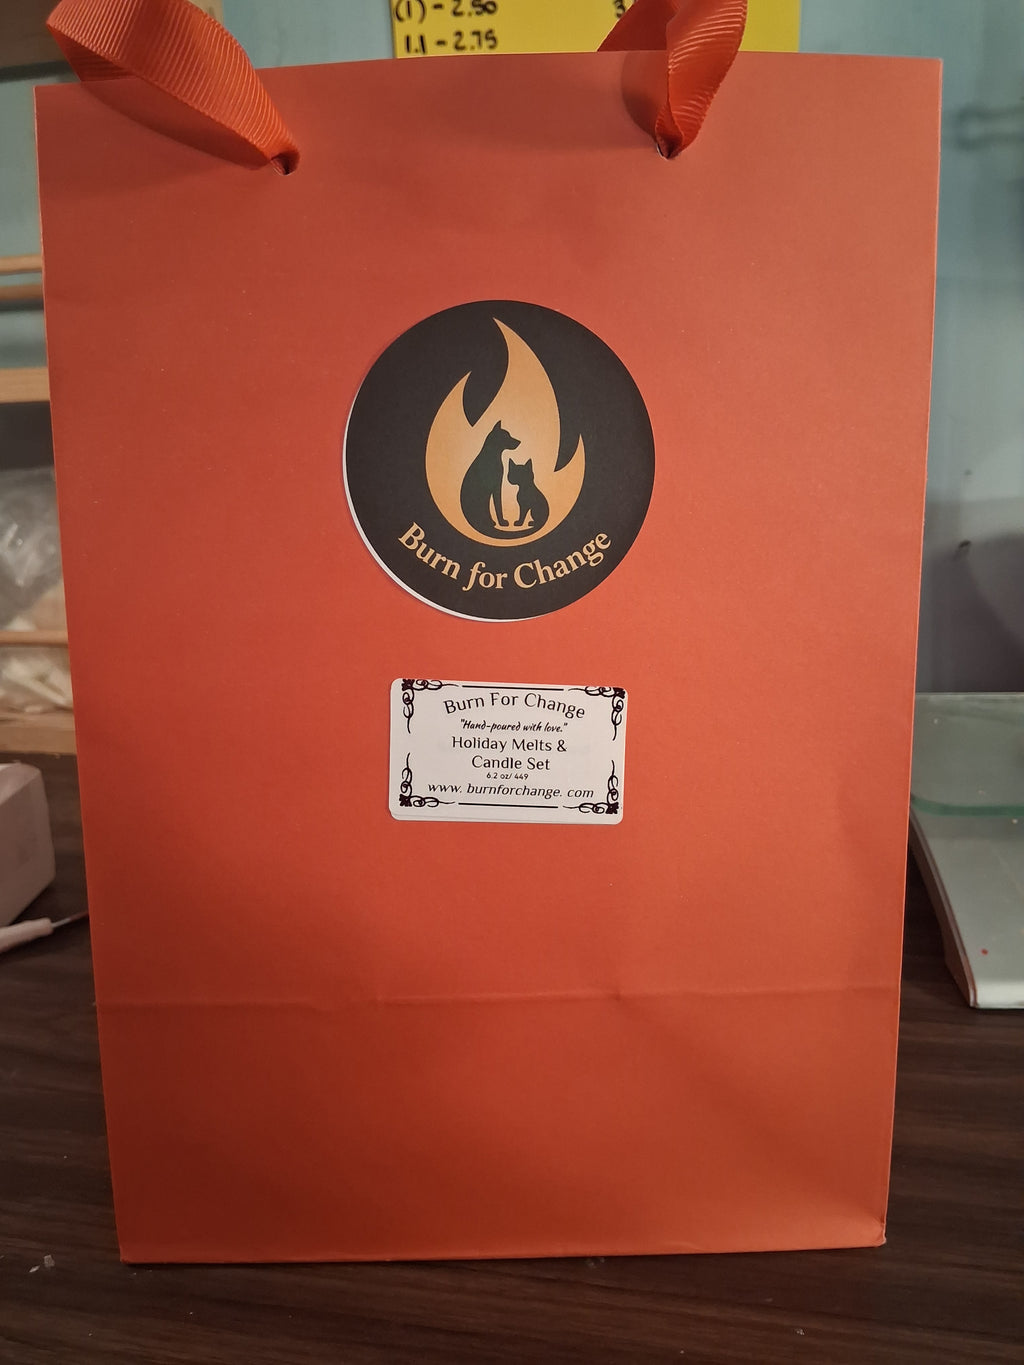 (1) - 2.50
1.1 - 2.75
Burn for Change
Burn For Change
"Hand-poured with love."
Holiday Melts &
Candle Set
6.2 oz/ 449
www. burnforchange. com